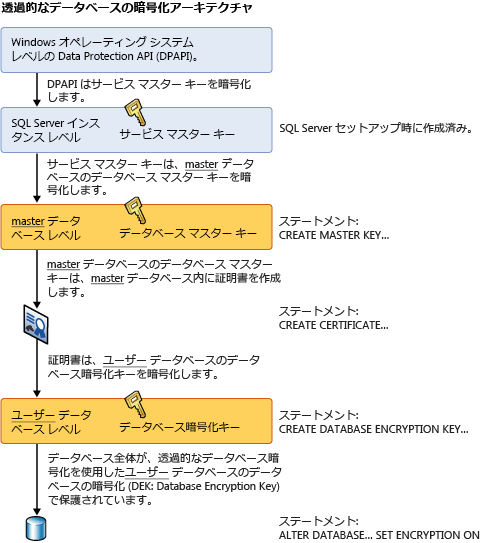 透過的なデータベースの暗号化アーキテクチャ
Windows オペレーティング システム
レベルの Data Protection API (DPAPI)。
DPAPI はサービス マスター キーを暗号化
します。
SQL Server インス
タンス レベル
サービス マスター キー
SQL Server セットアップ時に作成済み。
サービス マスター キーは、master データ
ベースのデータベース マスター キーを暗
号化します。
master データ
ベース レベル
データベース マスター キー
ステートメント:
CREATE MASTER KEY...
master データベースのデータベース マスター
キーは、master データベース内に証明書を作成
します。
ステートメント:
CREATE CERTIFICATE...
証明書は、ユーザー データベースのデータ
ベース暗号化キーを暗号化します。
ユーザー データ
ベース レベル
データベース暗号化キー
ステートメント:
CREATE DATABASE ENCRYPTION KEY...
データベース全体が、透過的なデータベース暗
号化を使用したユーザー データベースのデータ
ベースの暗号化 (DEK: Database Encryption Key)
で保護されています。
ステートメント:
ALTER DATABASE... SET ENCRYPTION ON